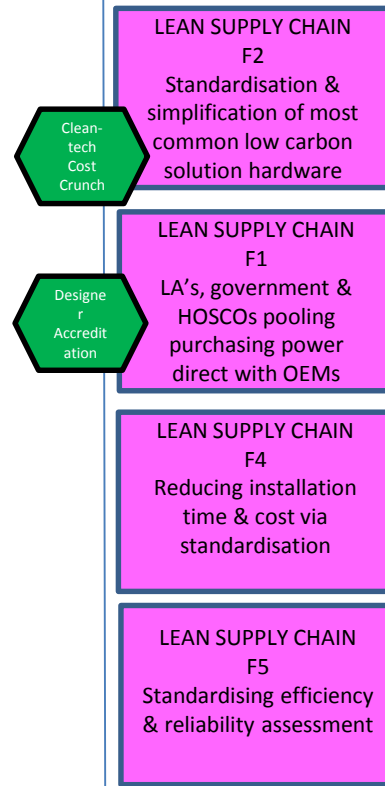 LEAN SUPPLY CHAIN
F2
Standardisation &
simplification of most
common low carbon
solution hardware
Clean-
tech
Cost
Crunch
LEAN SUPPLY CHAIN
F1
LA’s, government &
HOSCOs pooling
purchasing power
direct with OEMs
Designe
r
Accredit
ation
LEAN SUPPLY CHAIN
F4
Reducing installation
time & cost via
standardisation
LEAN SUPPLY CHAIN
F5
Standardising efficiency
& reliability assessment